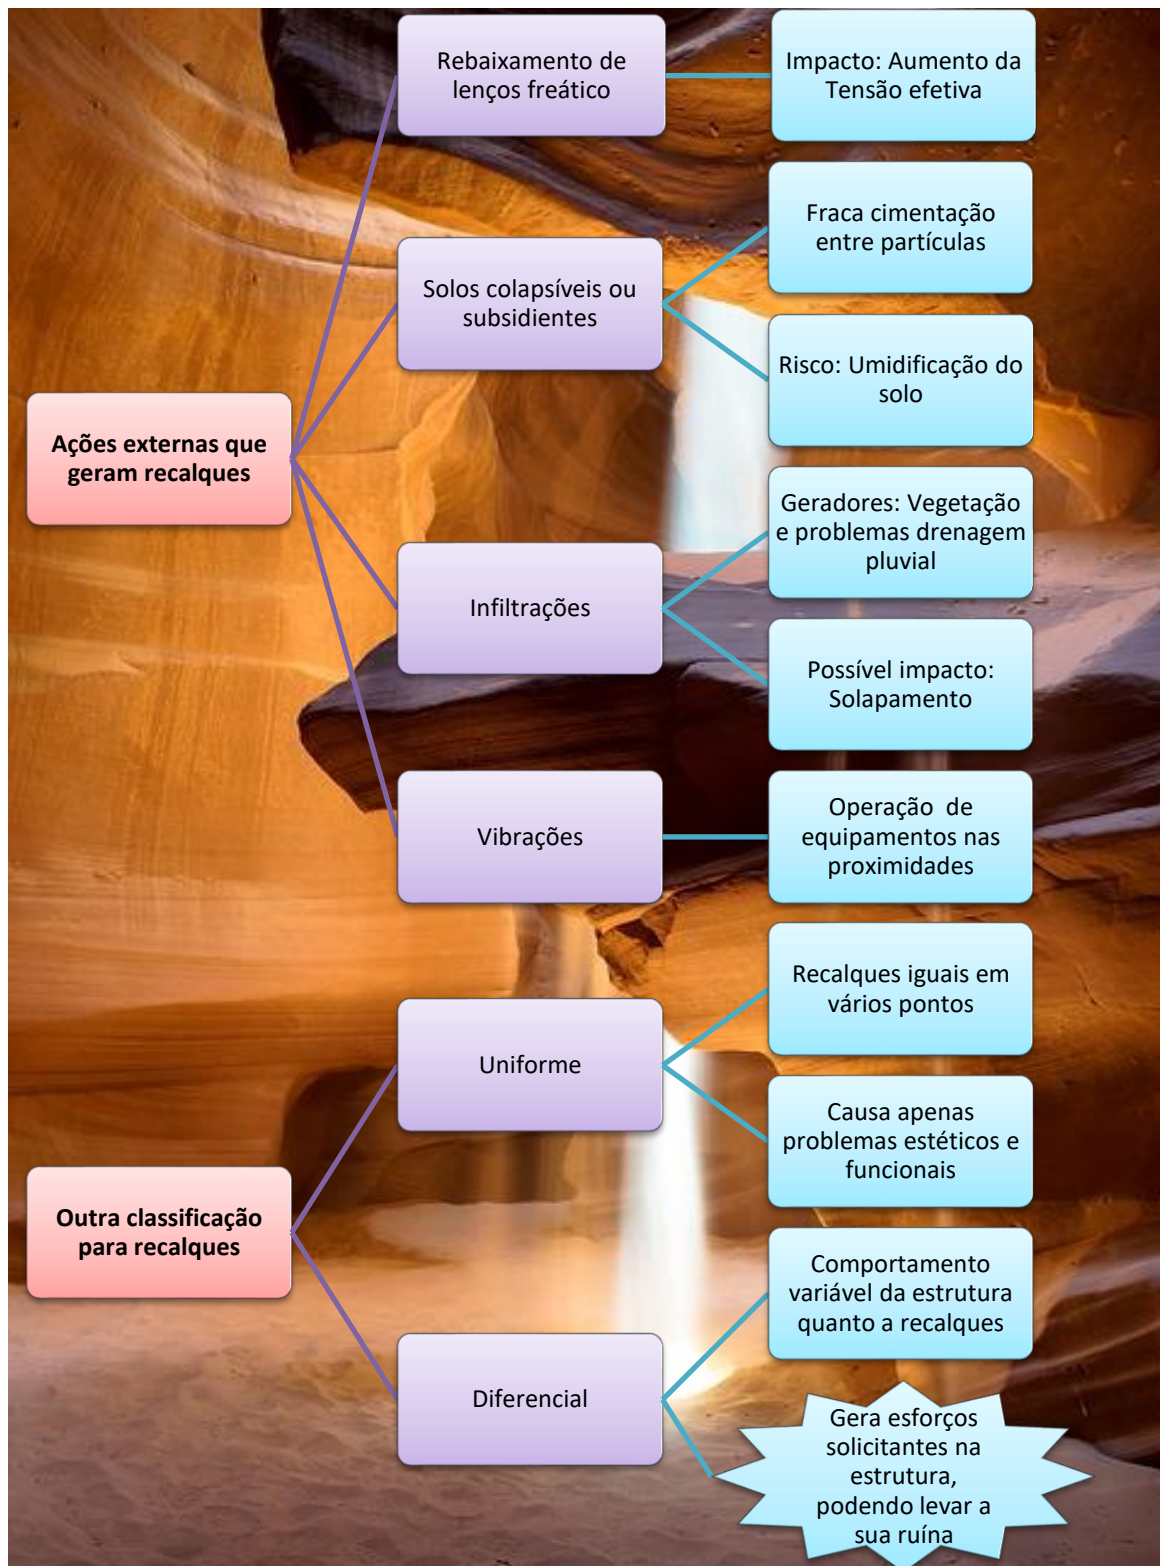 Rebaixamento de
lenços freático
Impacto: Aumento da
Tensão efetiva
Fraca cimentação
entre partículas
Solos colapsíveis ou
subsidientes
Risco: Umidificação do
solo
Ações externas que
geram recalques
Geradores: Vegetação
e problemas drenagem
pluvial
Infiltrações
Possível impacto:
Solapamento
Vibrações
Operação de
equipamentos nas
proximidades
Recalques iguais em
vários pontos
Uniforme
Causa apenas
problemas estéticos e
funcionais
Outra classificação
para recalques
Comportamento
variável da estrutura
quanto a recalques
Diferencial
Gera esforços
solicitantes na
estrutura,
podendo levar a
sua ruína